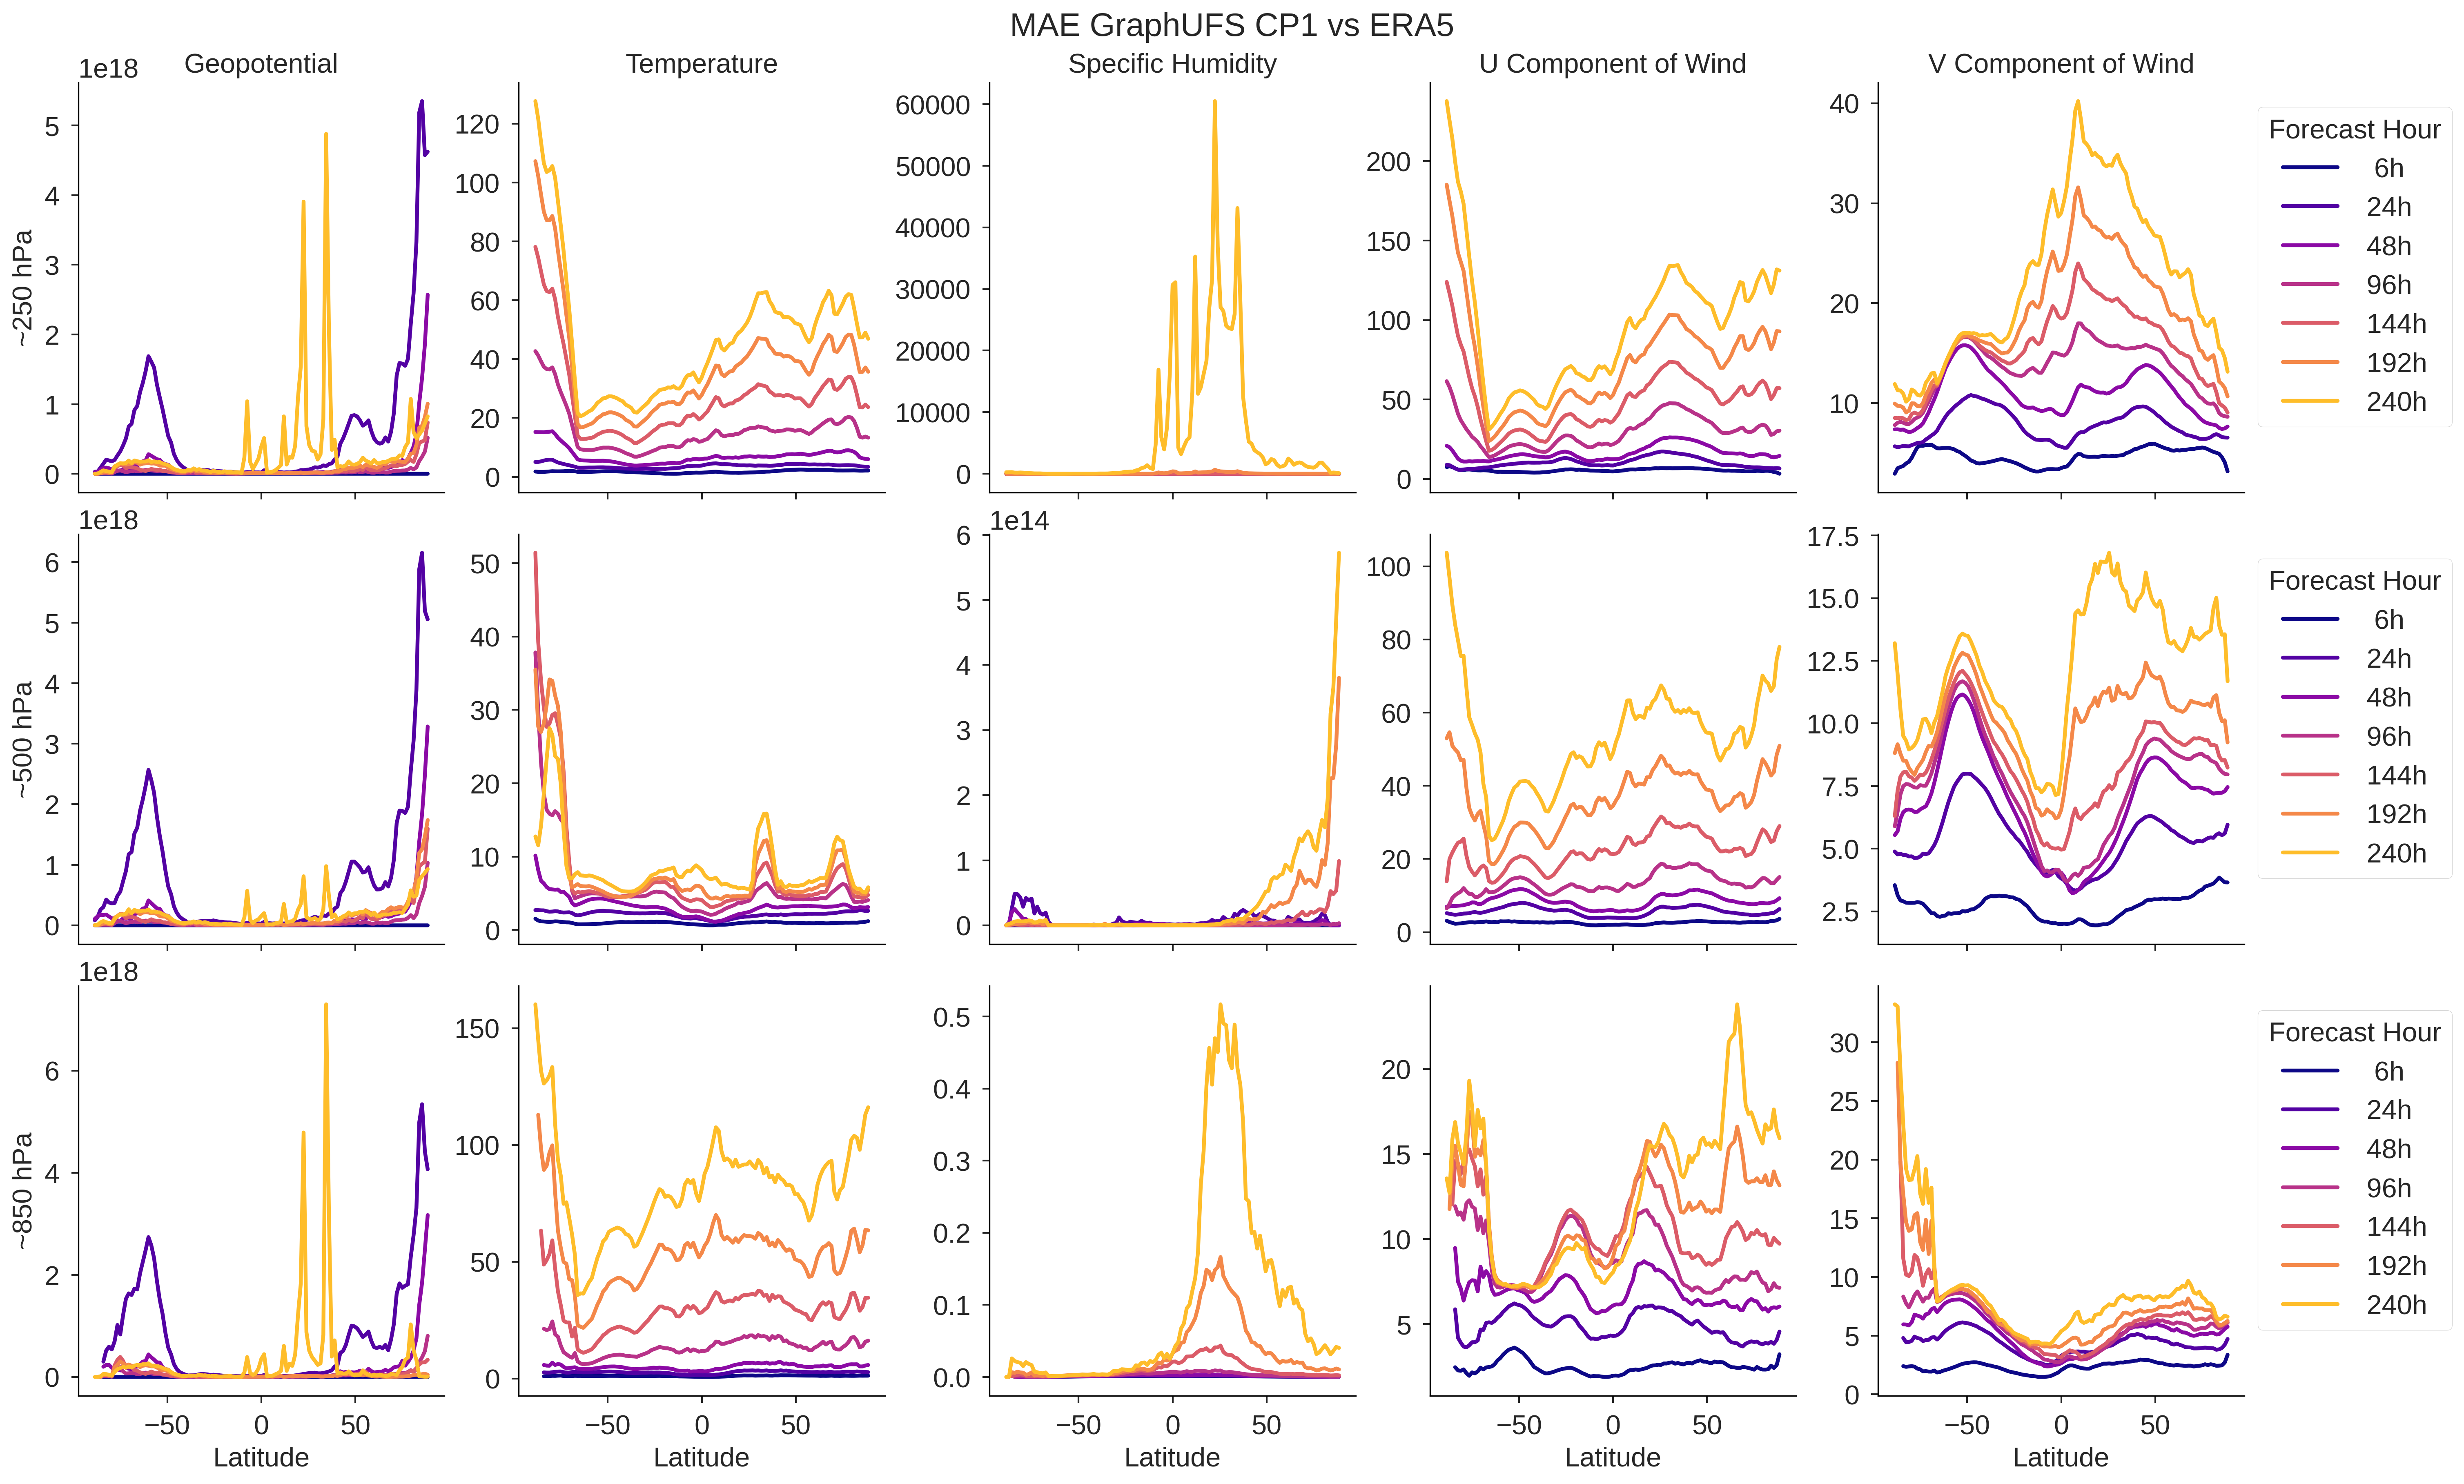 MAE GraphUFS CP1 vs ERA5
Geopotential
Temperature
Specific Humidity
U Component of Wind
V Component of Wind
~250 hPa
1e18
5
4
3
2
1
0
120
100
80
60
40
20
0
60000
50000
40000
30000
20000
10000
0
200
150
100
50
0
40
30
20
10
Forecast Hour
6h
24h
48h
96h
144h
192h
240h
~500 hPa
1e18
6
5
4
3
2
1
0
50
40
30
20
10
0
1e14
6
5
4
3
2
1
0
100
80
60
40
20
0
17.5
15.0
12.5
10.0
7.5
5.0
2.5
Forecast Hour
6h
24h
48h
96h
144h
192h
240h
~850 hPa
1e18
6
4
2
0
−50 0 50
Latitude
150
100
50
0
−50 0 50
Latitude
0.5
0.4
0.3
0.2
0.1
0.0
−50 0 50
Latitude
20
15
10
5
−50 0 50
Latitude
30
25
20
15
10
5
0
−50 0 50
Latitude
Forecast Hour
6h
24h
48h
96h
144h
192h
240h